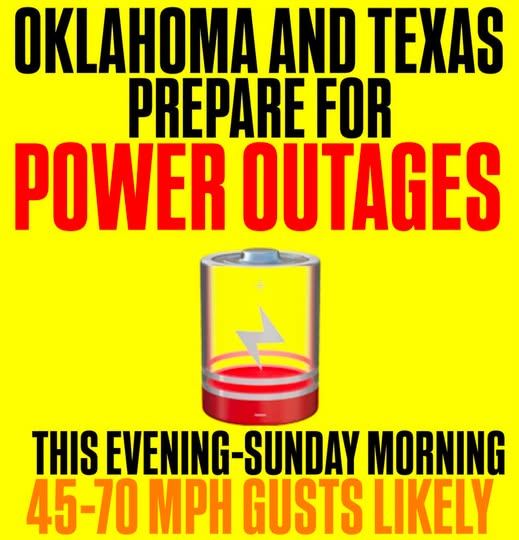 OKLAHOMA AND TEXAS
PREPARE FOR
POWER OUTAGES
THIS EVENING-SUNDAY MORNING
45-70 MPH GUSTS LIKELY